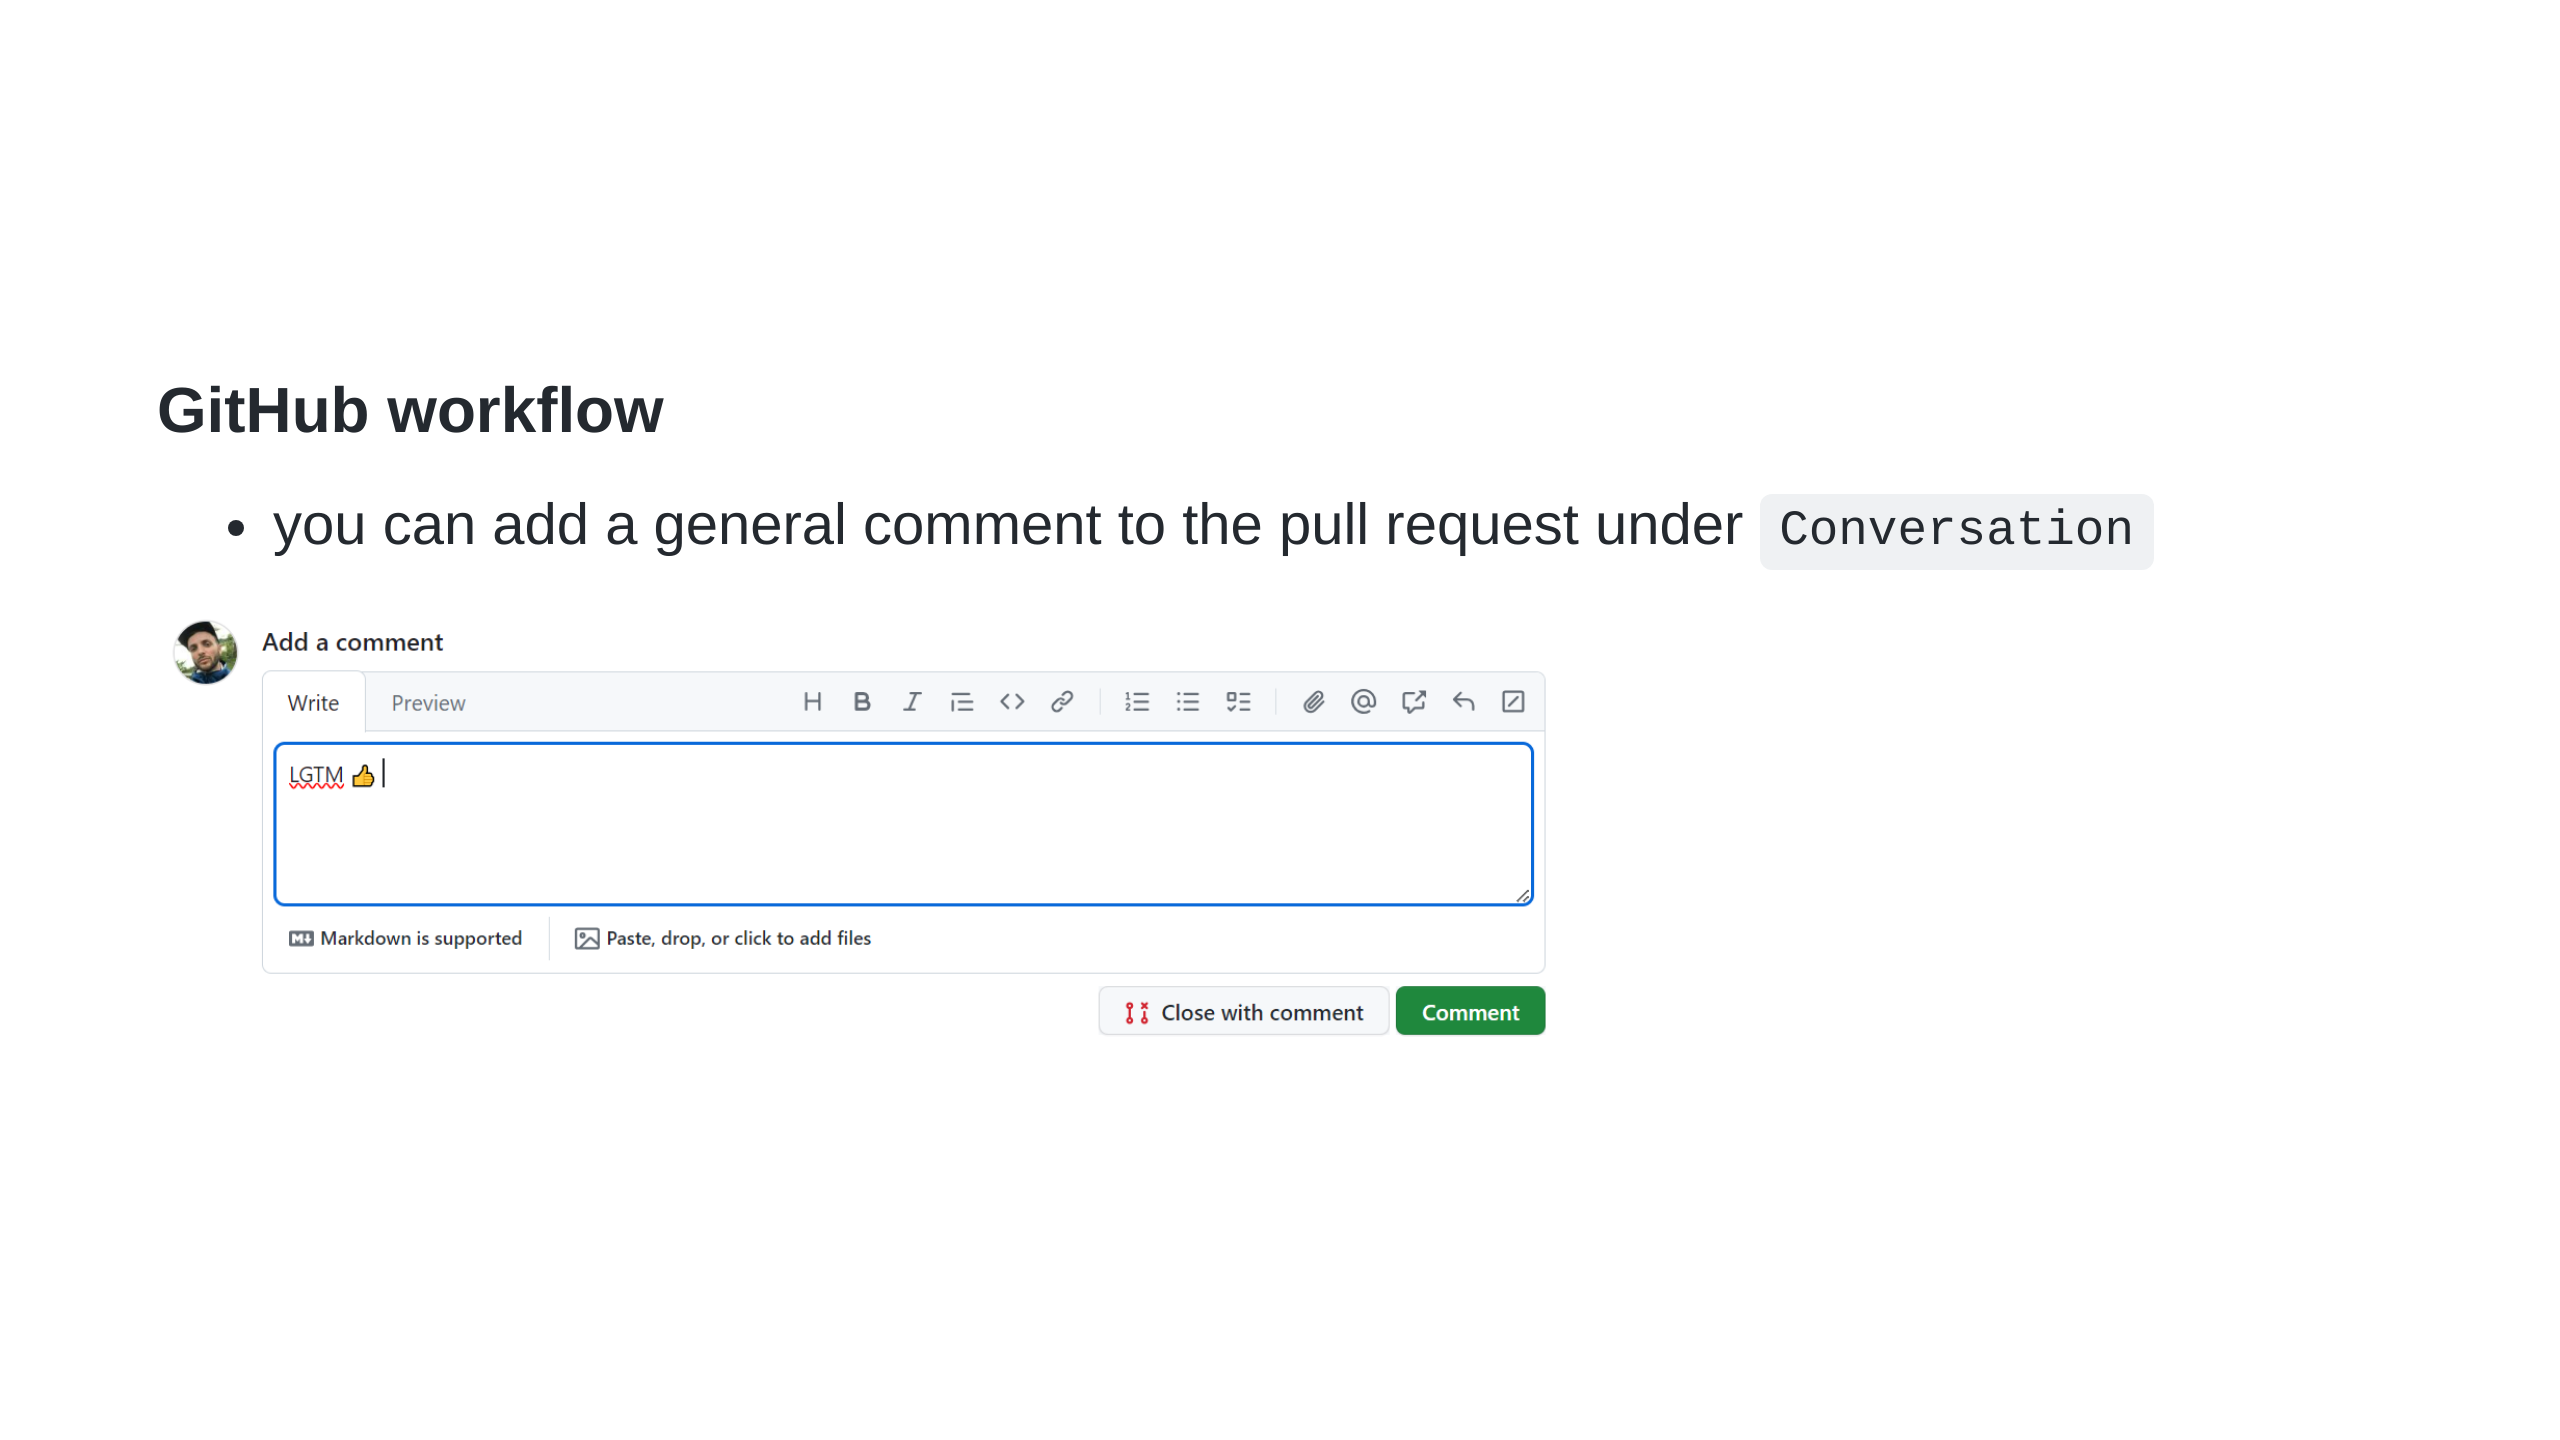 GitHub workflow
• you can add a general comment to the pull request under Conversation
Add a comment
Write Preview
LGTM 👍
Markdown is supported Paste, drop, or click to add files
Close with comment Comment